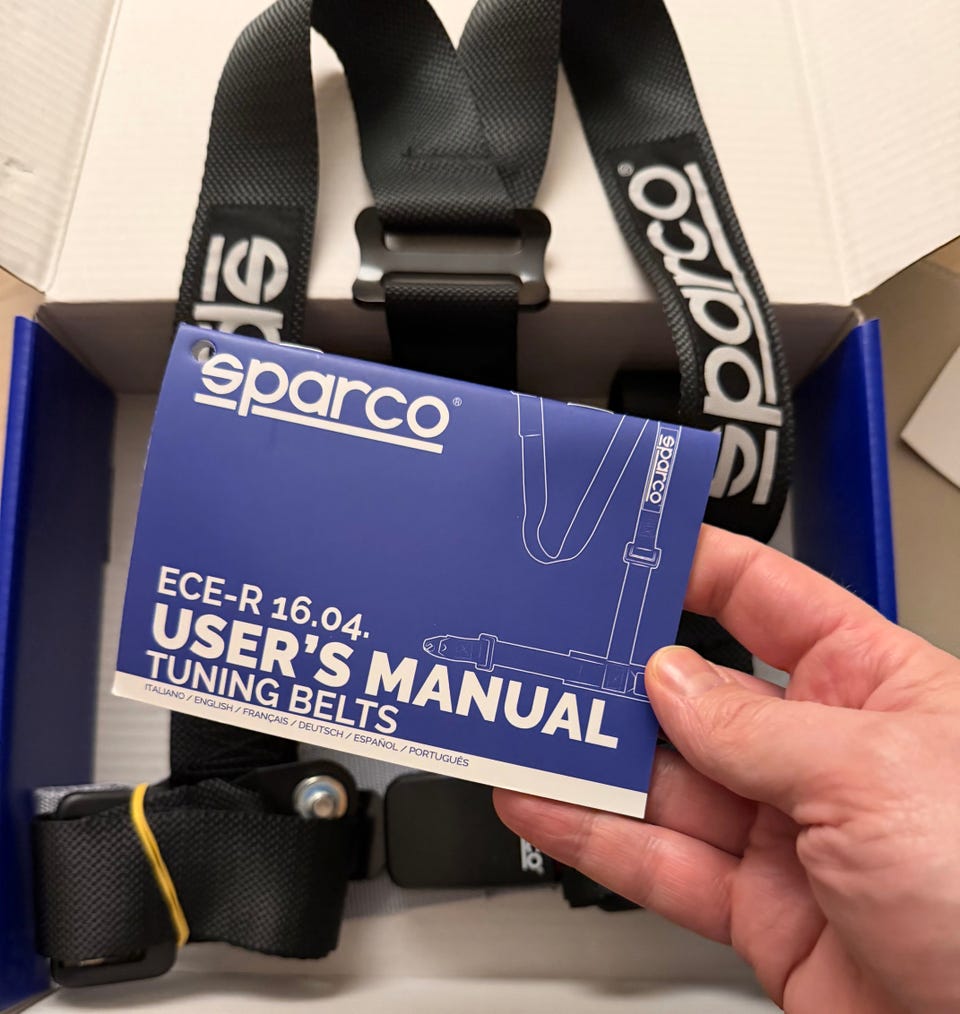 sparco®
sparco
sparco®
sparco
ECE-R 16.04.
USER'S MANUAL
TUNING BELTS
ITALIANO / ENGLISH / FRANÇAIS / DEUTSCH / ESPAÑOL / PORTUGUÊS